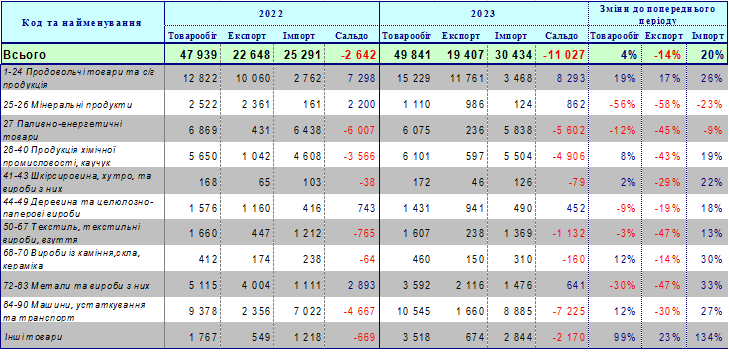 Код та найменування 2022 2023 Зміни до попереднього періоду
Товарообіг Експорт Імпорт Сальдо Товарообіг Експорт Імпорт Сальдо Товарообіг Експорт Імпорт
Всього 47 939 22 648 25 291 -2 642 49 841 19 407 30 434 -11 027 4% -14% 20%
1-24 Продовольчі товари та с/г продукція 12 822 10 060 2 762 7 298 15 229 11 761 3 468 8 293 19% 17% 26%
25-26 Мінеральні продукти 2 522 2 361 161 2 200 1 110 986 124 862 -56% -58% -23%
27 Паливно-енергетичні товари 6 869 431 6 438 -6 007 6 075 236 5 838 -5 602 -12% -45% -9%
28-40 Продукція хімічної промисловості, каучук 5 650 1 042 4 608 -3 566 6 101 597 5 504 -4 906 8% -43% 19%
41-43 Шкірсировина, хутро, та вироби з них 168 65 103 -38 172 46 126 -79 2% -29% 22%
44-49 Деревина та целюлозно-паперові вироби 1 576 1 160 416 743 1 431 941 490 452 -9% -19% 18%
50-67 Текстиль, текстильні вироби, взуття 1 660 447 1 212 -765 1 607 238 1 369 -1 132 -3% -47% 13%
68-70 Вироби із каміння,скла, кераміка 412 174 238 -64 460 150 310 -160 12% -14% 30%
72-83 Метали та вироби з них 5 115 4 004 1 111 2 893 3 592 2 116 1 476 641 -30% -47% 33%
84-90 Машини, устаткування та транспорт 9 378 2 356 7 022 -4 667 10 545 1 660 8 885 -7 225 12% -30% 27%
Інші товари 1 767 549 1 218 -669 3 518 674 2 844 -2 170 99% 23% 134%